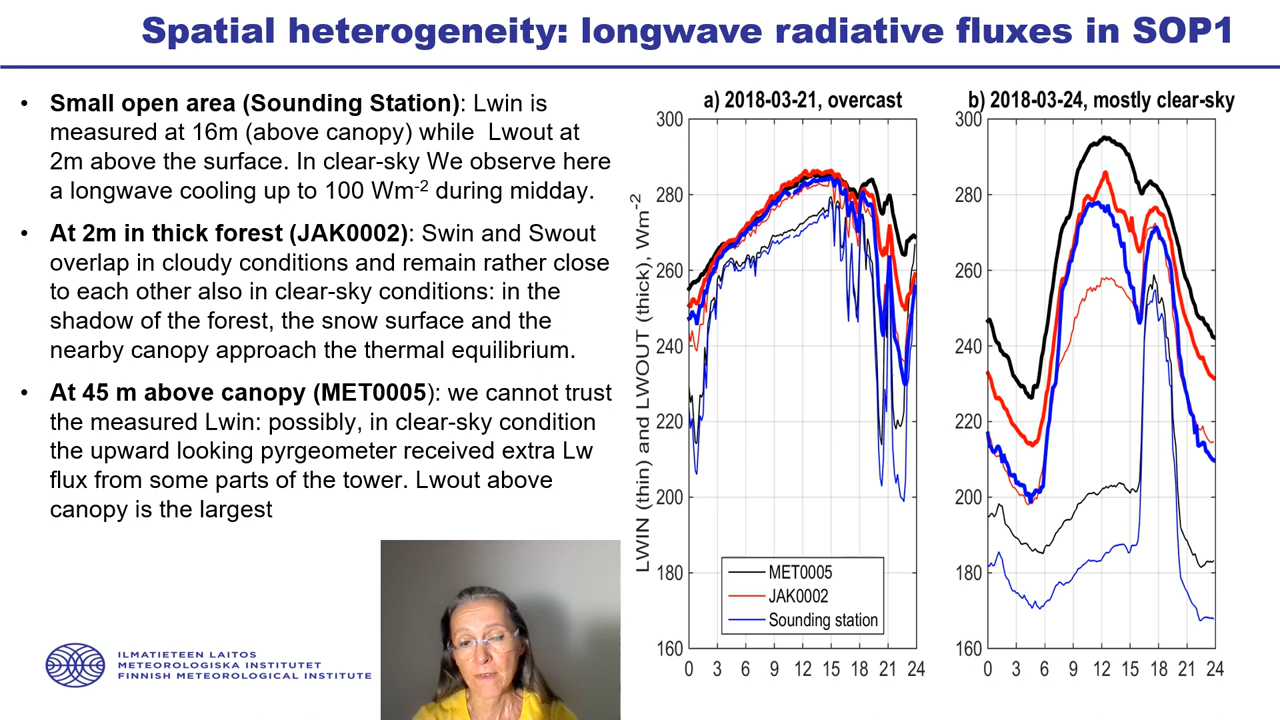 Spatial heterogeneity: longwave radiative fluxes in SOP1
• Small open area (Sounding Station): Lwin is
measured at 16m (above canopy) while Lwout at
2m above the surface. In clear-sky We observe here
a longwave cooling up to 100 Wm-2 during midday.
• At 2m in thick forest (JAK0002): Swin and Swout
overlap in cloudy conditions and remain rather close
to each other also in clear-sky conditions: in the
shadow of the forest, the snow surface and the
nearby canopy approach the thermal equilibrium.
• At 45 m above canopy (MET0005): we cannot trust
the measured Lwin: possibly, in clear-sky condition
the upward looking pyrgeometer received extra Lw
flux from some parts of the tower. Lwout above
canopy is the largest
ILMATIETEEN LAITOS
METEOROLOGISKA INSTITUTET
FINNISH METEOROLOGICAL INSTITUTE
a) 2018-03-21, overcast
LWIN (thin) and LWOUT (thick), Wm-2
300
280
260
240
220
200
180
160
0 3 6 9 12 15 18 21 24
MET0005
JAK0002
Sounding station
b) 2018-03-24, mostly clear-sky
300
280
260
240
220
200
180
160
0 3 6 9 12 15 18 21 24